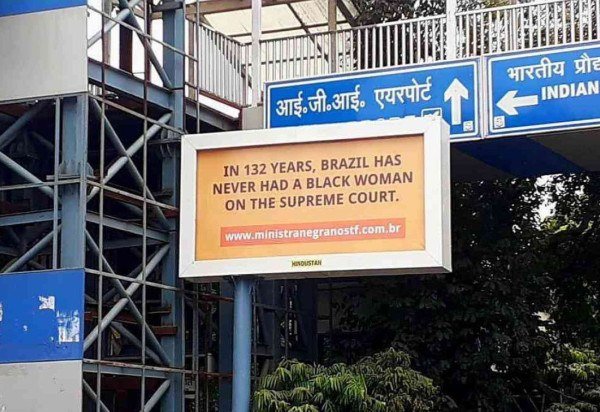 आई.जी.आई. एयरपोर्ट
भारतीय प्रौ
INDIAN
IN 132 YEARS, BRAZIL HAS
NEVER HAD A BLACK WOMAN
ON THE SUPREME COURT.
www.ministranegranostf.com.br
HINDUSTAN